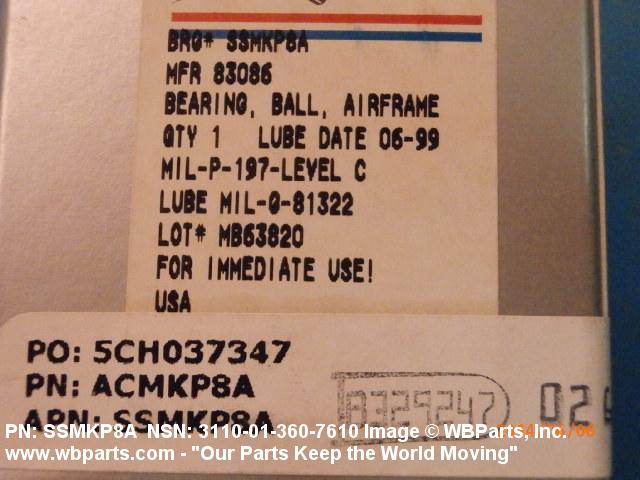 BRG# SSMKP8A
MFR 83086
BEARING, BALL, AIRFRAME
QTY 1 LUBE DATE 06-99
MIL-P-197-LEVEL C
LUBE MIL-G-81322
LOT# MB63820
FOR IMMEDIATE USE!
USA
PO: 5CH037347
PN: ACMKP8A
A329247 026
APN: SSMKP8A
PN: SSMKP8A NSN: 3110-01-360-7610 Image © WBParts, Inc.
www.wbparts.com - "Our Parts Keep the World Moving"